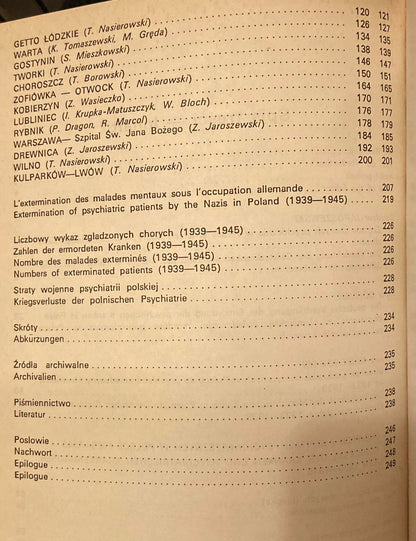 GETTO ŁÓDZKIE (T. Nasierowski) 120 121
WARTA (K. Tomaszewski, M. Gręda) 126 127
GOSTYNIN (S. Mieszkowski) 134 135
TWORKI (T. Nasierowski) 138 139
CHOROSZCZ (T. Borowski) 146 147
ZOFIÓWKA — OTWOCK (T. Nasierowski) 150 151
KOBIERZYN (Z. Wasieczko) 164 165
LUBLINIEC (I. Krupka-Matuszczyk, W. Bloch) 170 171
RYBNIK (P. Dragon, R. Marcol) 176 177
WARSZAWA— Szpital Św. Jana Bożego (Z. Jaroszewski) 178 179
DREWNICA (Z. Jaroszewski) 184 185
WILNO (T. Nasierowski) 192 193
KULPARKÓW—LWÓW (T. Nasierowski) 200 201
L'extermination des malades mentaux sous l'occupation allemande 207
Extermination of psychiatric patients by the Nazis in Poland (1939—1945) 219
Liczbowy wykaz zgładzonych chorych (1939—1945) 226
Zahlen der ermordeten Kranken (1939—1945) 226
Nombre des malades exterminés (1939—1945) 226
Numbers of exterminated patients (1939—1945) 226
Straty wojenne psychiatrii polskiej 228
Kriegsverluste der polnischen Psychiatrie 228
Skróty 234
Abkürzungen 234
Źródła archiwalne 235
Archivalien 235
Piśmiennictwo 238
Literatur 238
Posłowie 246
Nachwort 247
Epilogue 248
Epilogue 249